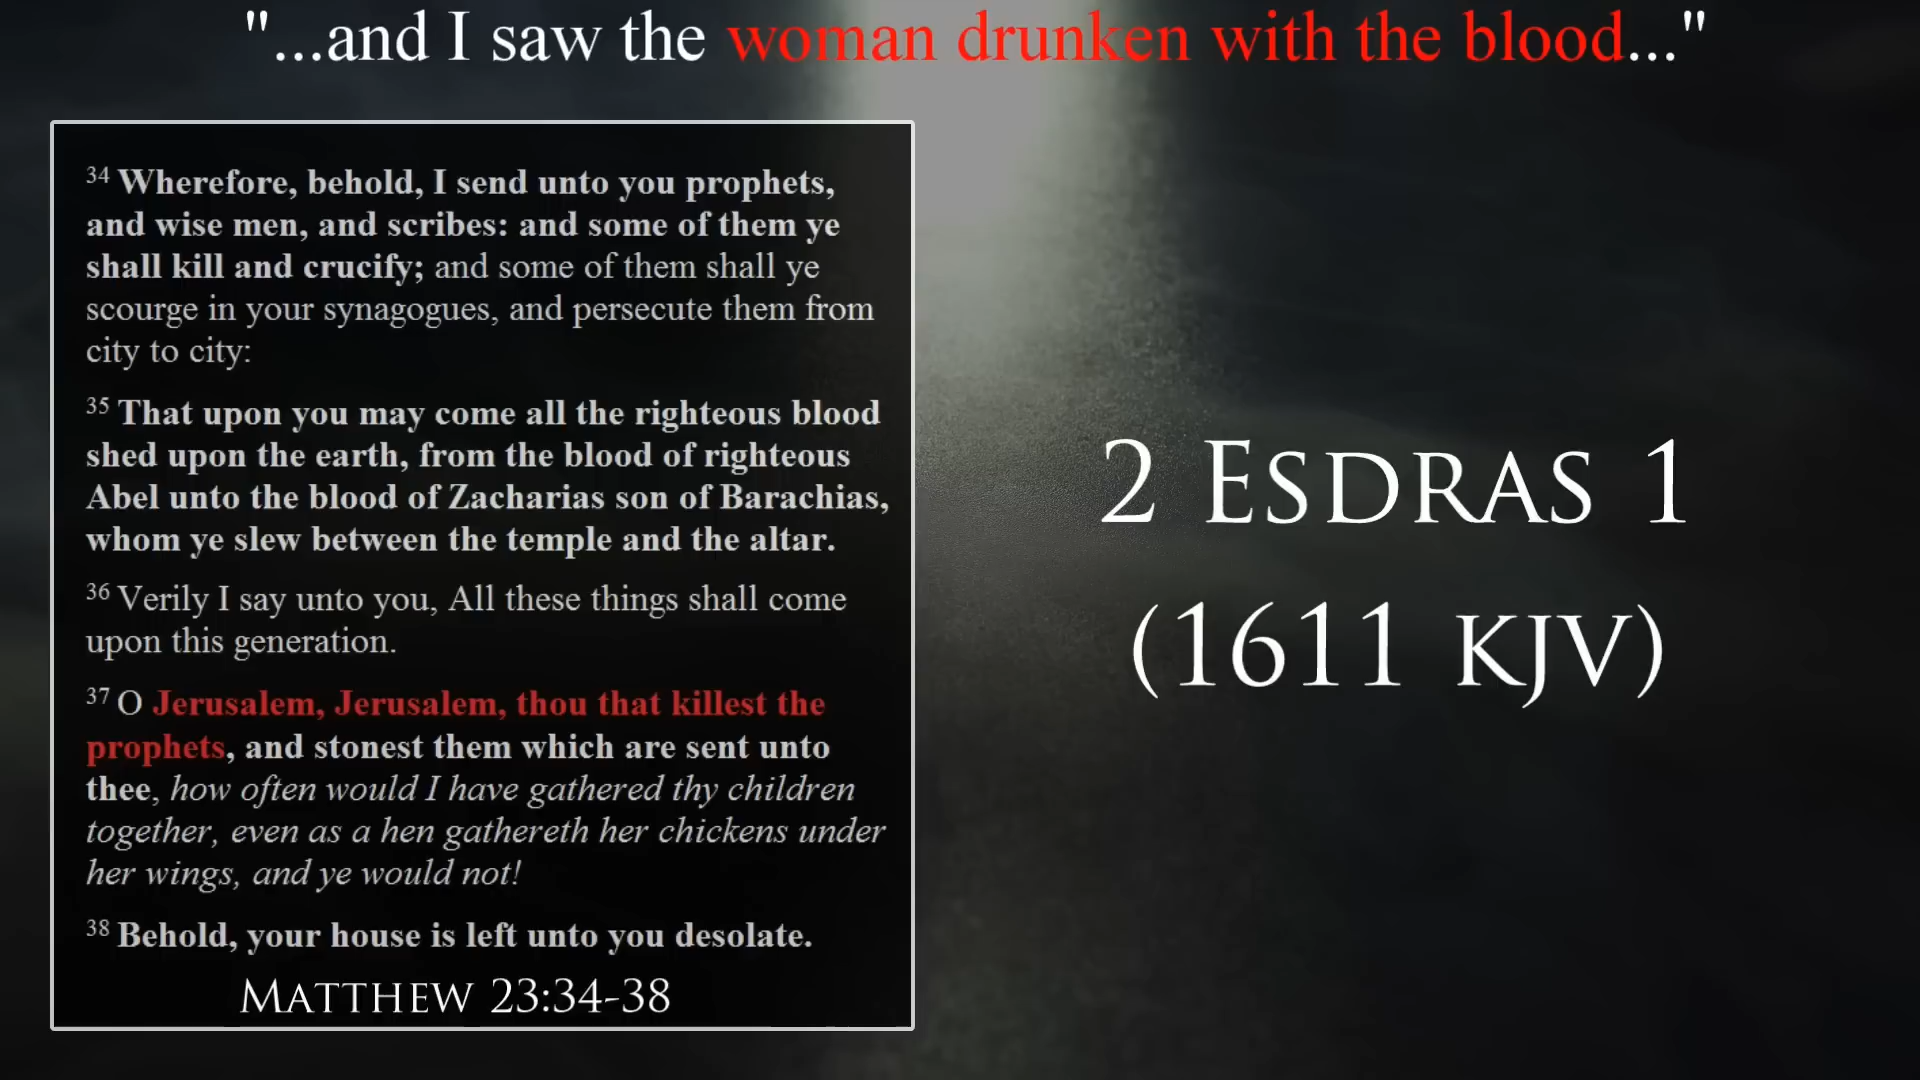 "...and I saw the woman drunken with the blood..."
34 Wherefore, behold, I send unto you prophets,
and wise men, and scribes: and some of them ye
shall kill and crucify; and some of them shall ye
scourge in your synagogues, and persecute them from
city to city:
35 That upon you may come all the righteous blood
shed upon the earth, from the blood of righteous
Abel unto the blood of Zacharias son of Barachias,
whom ye slew between the temple and the altar.
36 Verily I say unto you, All these things shall come
upon this generation.
37 O Jerusalem, Jerusalem, thou that killest the
prophets, and stonest them which are sent unto
thee, how often would I have gathered thy children
together, even as a hen gathereth her chickens under
her wings, and ye would not!
38 Behold, your house is left unto you desolate.
Matthew 23:34-38
2 Esdras 1
(1611 KJV)